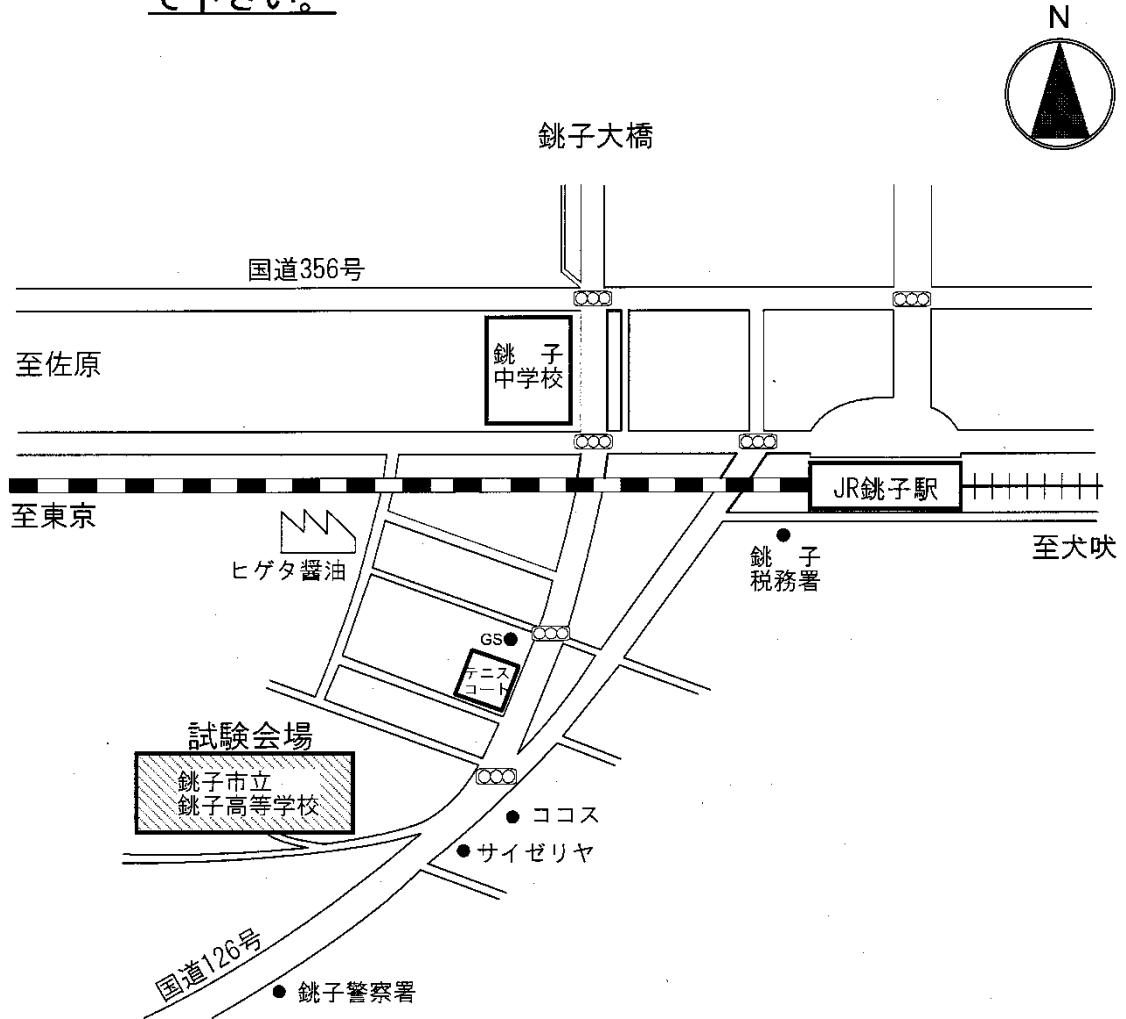 て下さい。
N
銚子大橋
国道356号
銚　子
中学校
至佐原
JR銚子駅
至東京
至犬吠
ヒゲタ醤油
銚　子
税務署
GS
テニス
コート
試験会場
銚子市立
銚子高等学校
ココス
サイゼリヤ
国道126号
銚子警察署